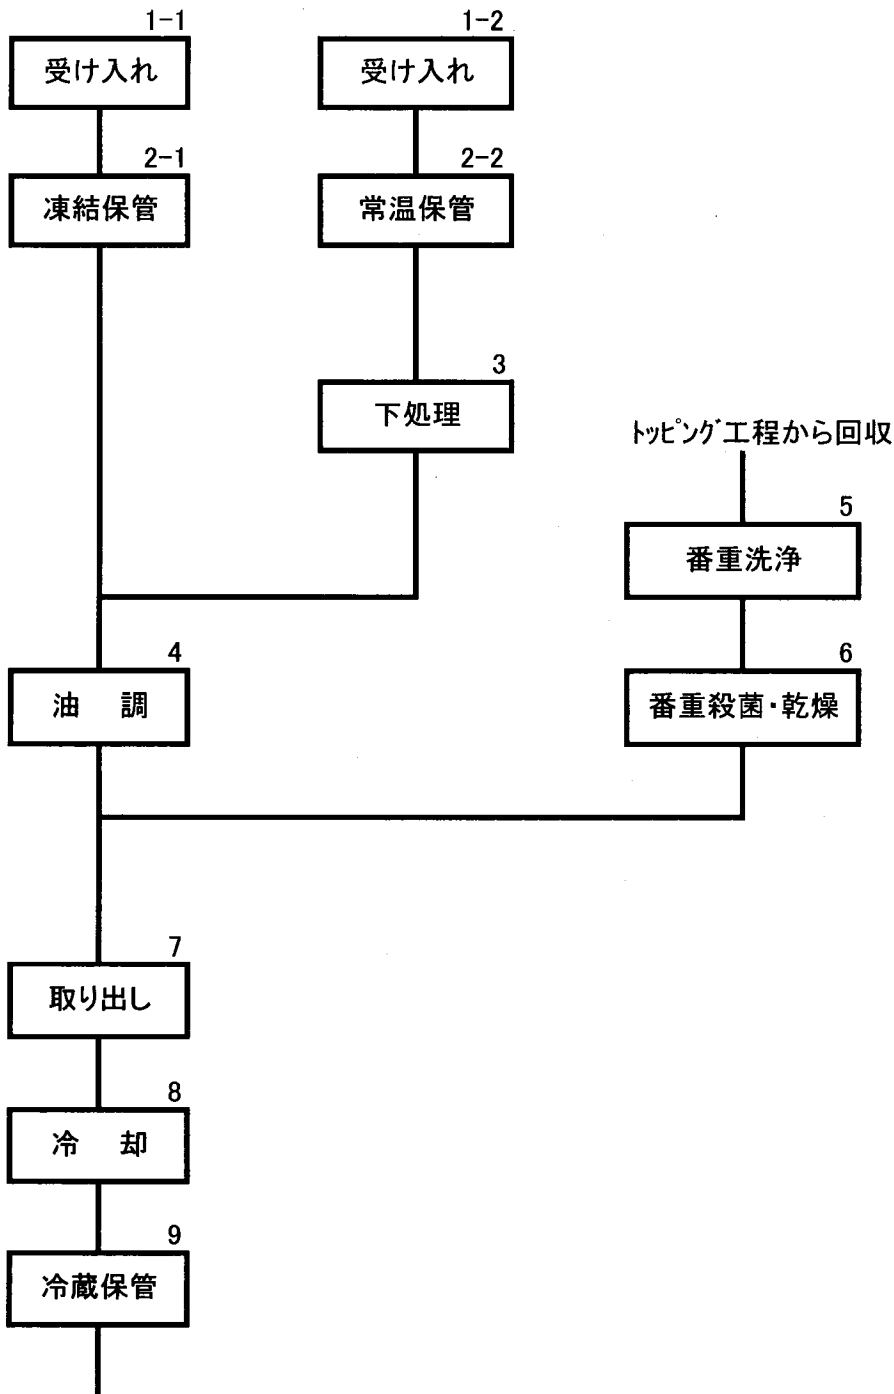 1-1
受け入れ
1-2
受け入れ
2-1
凍結保管
2-2
常温保管
3
下処理
トッピング工程から回収
5
番重洗浄
4
油 調
6
番重殺菌・乾燥
7
取り出し
8
冷 却
9
冷蔵保管